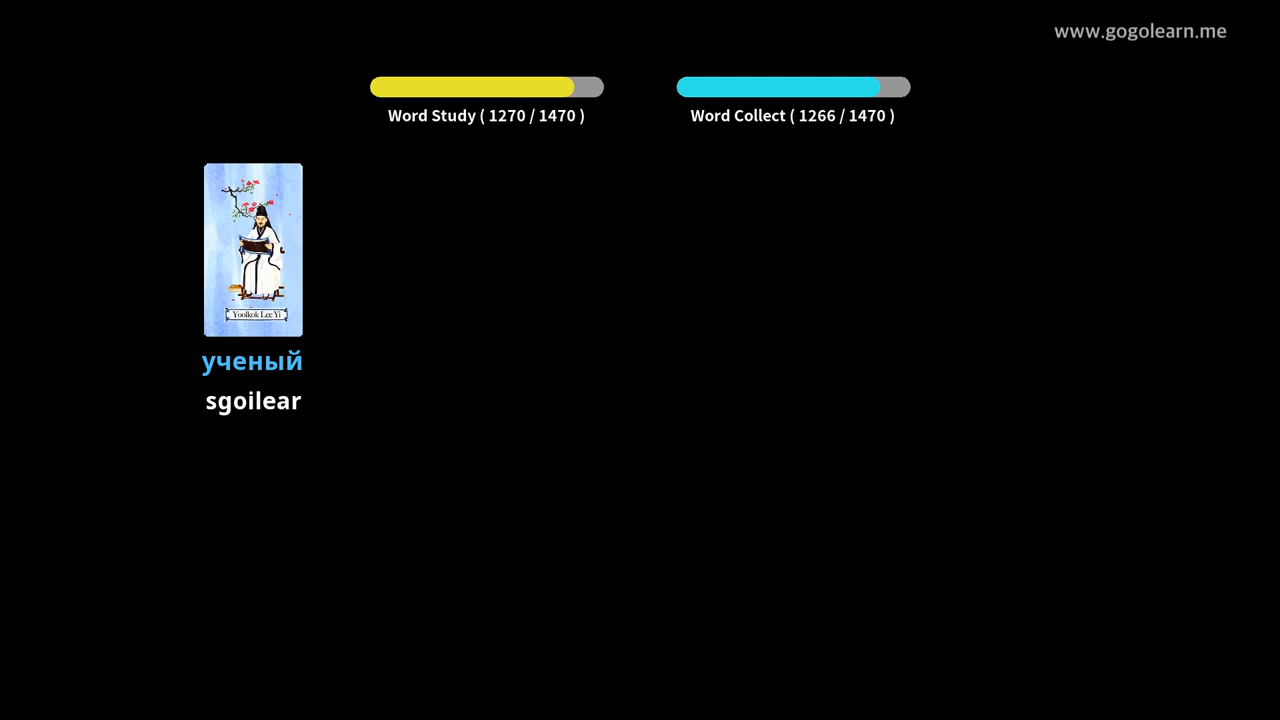 www.gogolearn.me
Word Study ( 1270 / 1470 )
Word Collect ( 1266 / 1470 )
Yoolkok Lee Yi
ученый
sgoilear